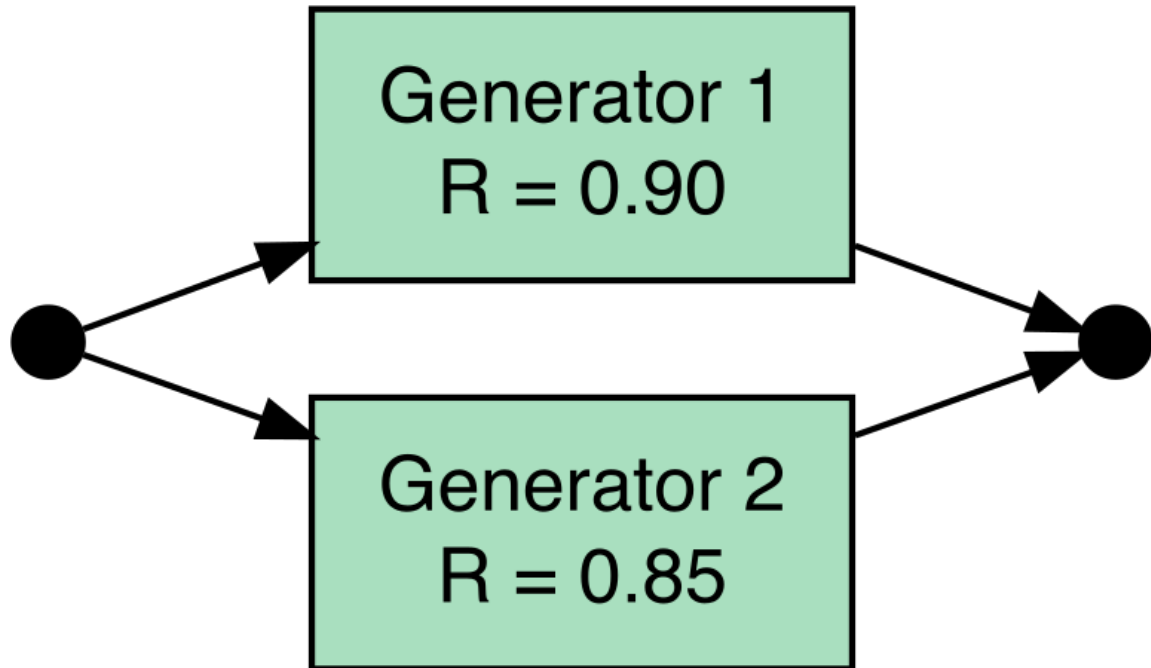 Generator 1
R = 0.90
Generator 2
R = 0.85